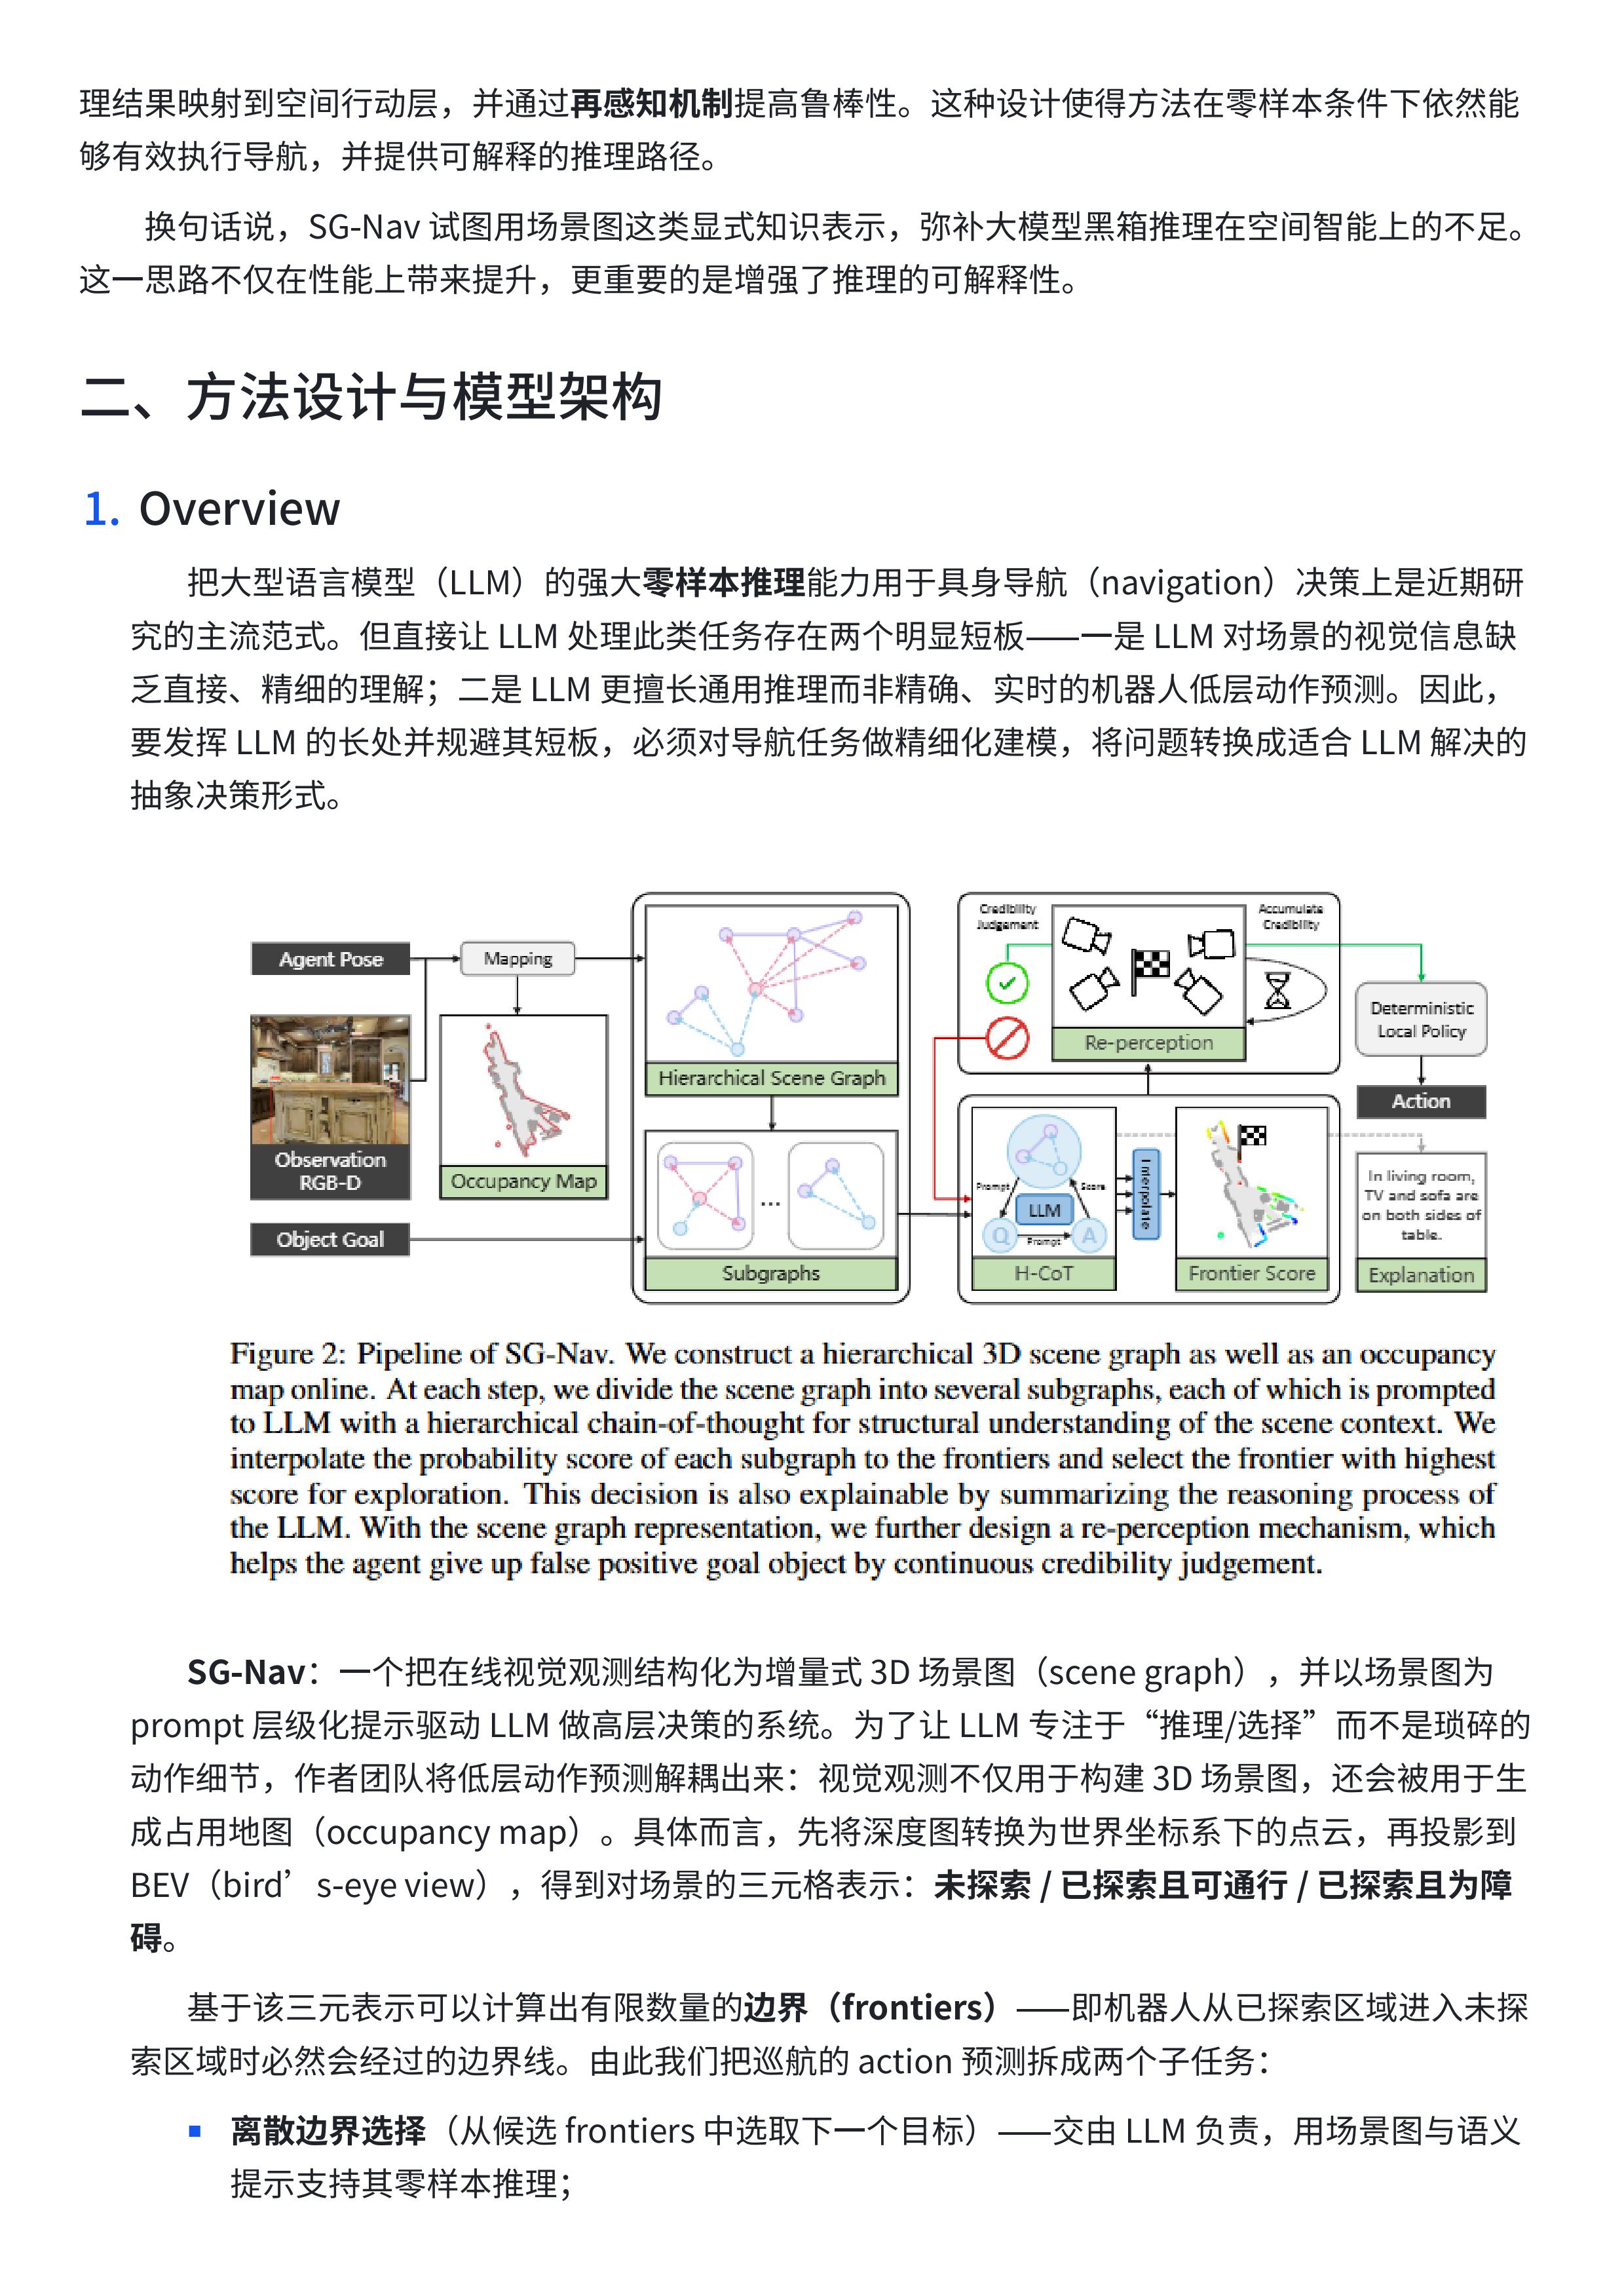 理结果映射到空间行动层，并通过再感知机制提高鲁棒性。这种设计使得方法在零样本条件下依然能
够有效执行导航，并提供可解释的推理路径。
换句话说，SG-Nav 试图用场景图这类显式知识表示，弥补大模型黑箱推理在空间智能上的不足。
这一思路不仅在性能上带来提升，更重要的是增强了推理的可解释性。
二、方法设计与模型架构
1. Overview
把大型语言模型（LLM）的强大零样本推理能力用于具身导航（navigation）决策上是近期研
究的主流范式。但直接让 LLM 处理此类任务存在两个明显短板——一是 LLM 对场景的视觉信息缺
乏直接、精细的理解；二是 LLM 更擅长通用推理而非精确、实时的机器人低层动作预测。因此，
要发挥 LLM 的长处并规避其短板，必须对导航任务做精细化建模，将问题转换成适合 LLM 解决的
抽象决策形式。
Agent Pose
Mapping
Observation
RGB-D
Occupancy Map
Object Goal
Hierarchical Scene Graph
...
Subgraphs
Credibility
Judgement
Accumulate
Credibility
Re-perception
Prompt
Score
LLM
Q
Prompt
A
H-CoT
Interpolate
Frontier Score
Deterministic
Local Policy
Action
In living room,
TV and sofa are
on both sides of
table.
Explanation
Figure 2: Pipeline of SG-Nav. We construct a hierarchical 3D scene graph as well as an occupancy
map online. At each step, we divide the scene graph into several subgraphs, each of which is prompted
to LLM with a hierarchical chain-of-thought for structural understanding of the scene context. We
interpolate the probability score of each subgraph to the frontiers and select the frontier with highest
score for exploration. This decision is also explainable by summarizing the reasoning process of
the LLM. With the scene graph representation, we further design a re-perception mechanism, which
helps the agent give up false positive goal object by continuous credibility judgement.
SG-Nav：一个把在线视觉观测结构化为增量式 3D 场景图（scene graph），并以场景图为
prompt 层级化提示驱动 LLM 做高层决策的系统。为了让 LLM 专注于“推理/选择”而不是琐碎的
动作细节，作者团队将低层动作预测解耦出来：视觉观测不仅用于构建 3D 场景图，还会被用于生
成占用地图（occupancy map）。具体而言，先将深度图转换为世界坐标系下的点云，再投影到
BEV（bird’s-eye view），得到对场景的三元格表示：未探索 / 已探索且可通行 / 已探索且为障
碍。
基于该三元表示可以计算出有限数量的边界（frontiers）——即机器人从已探索区域进入未探
索区域时必然会经过的边界线。由此我们把巡航的 action 预测拆成两个子任务：
▪ 离散边界选择（从候选 frontiers 中选取下一个目标）——交由 LLM 负责，用场景图与语义
提示支持其零样本推理；